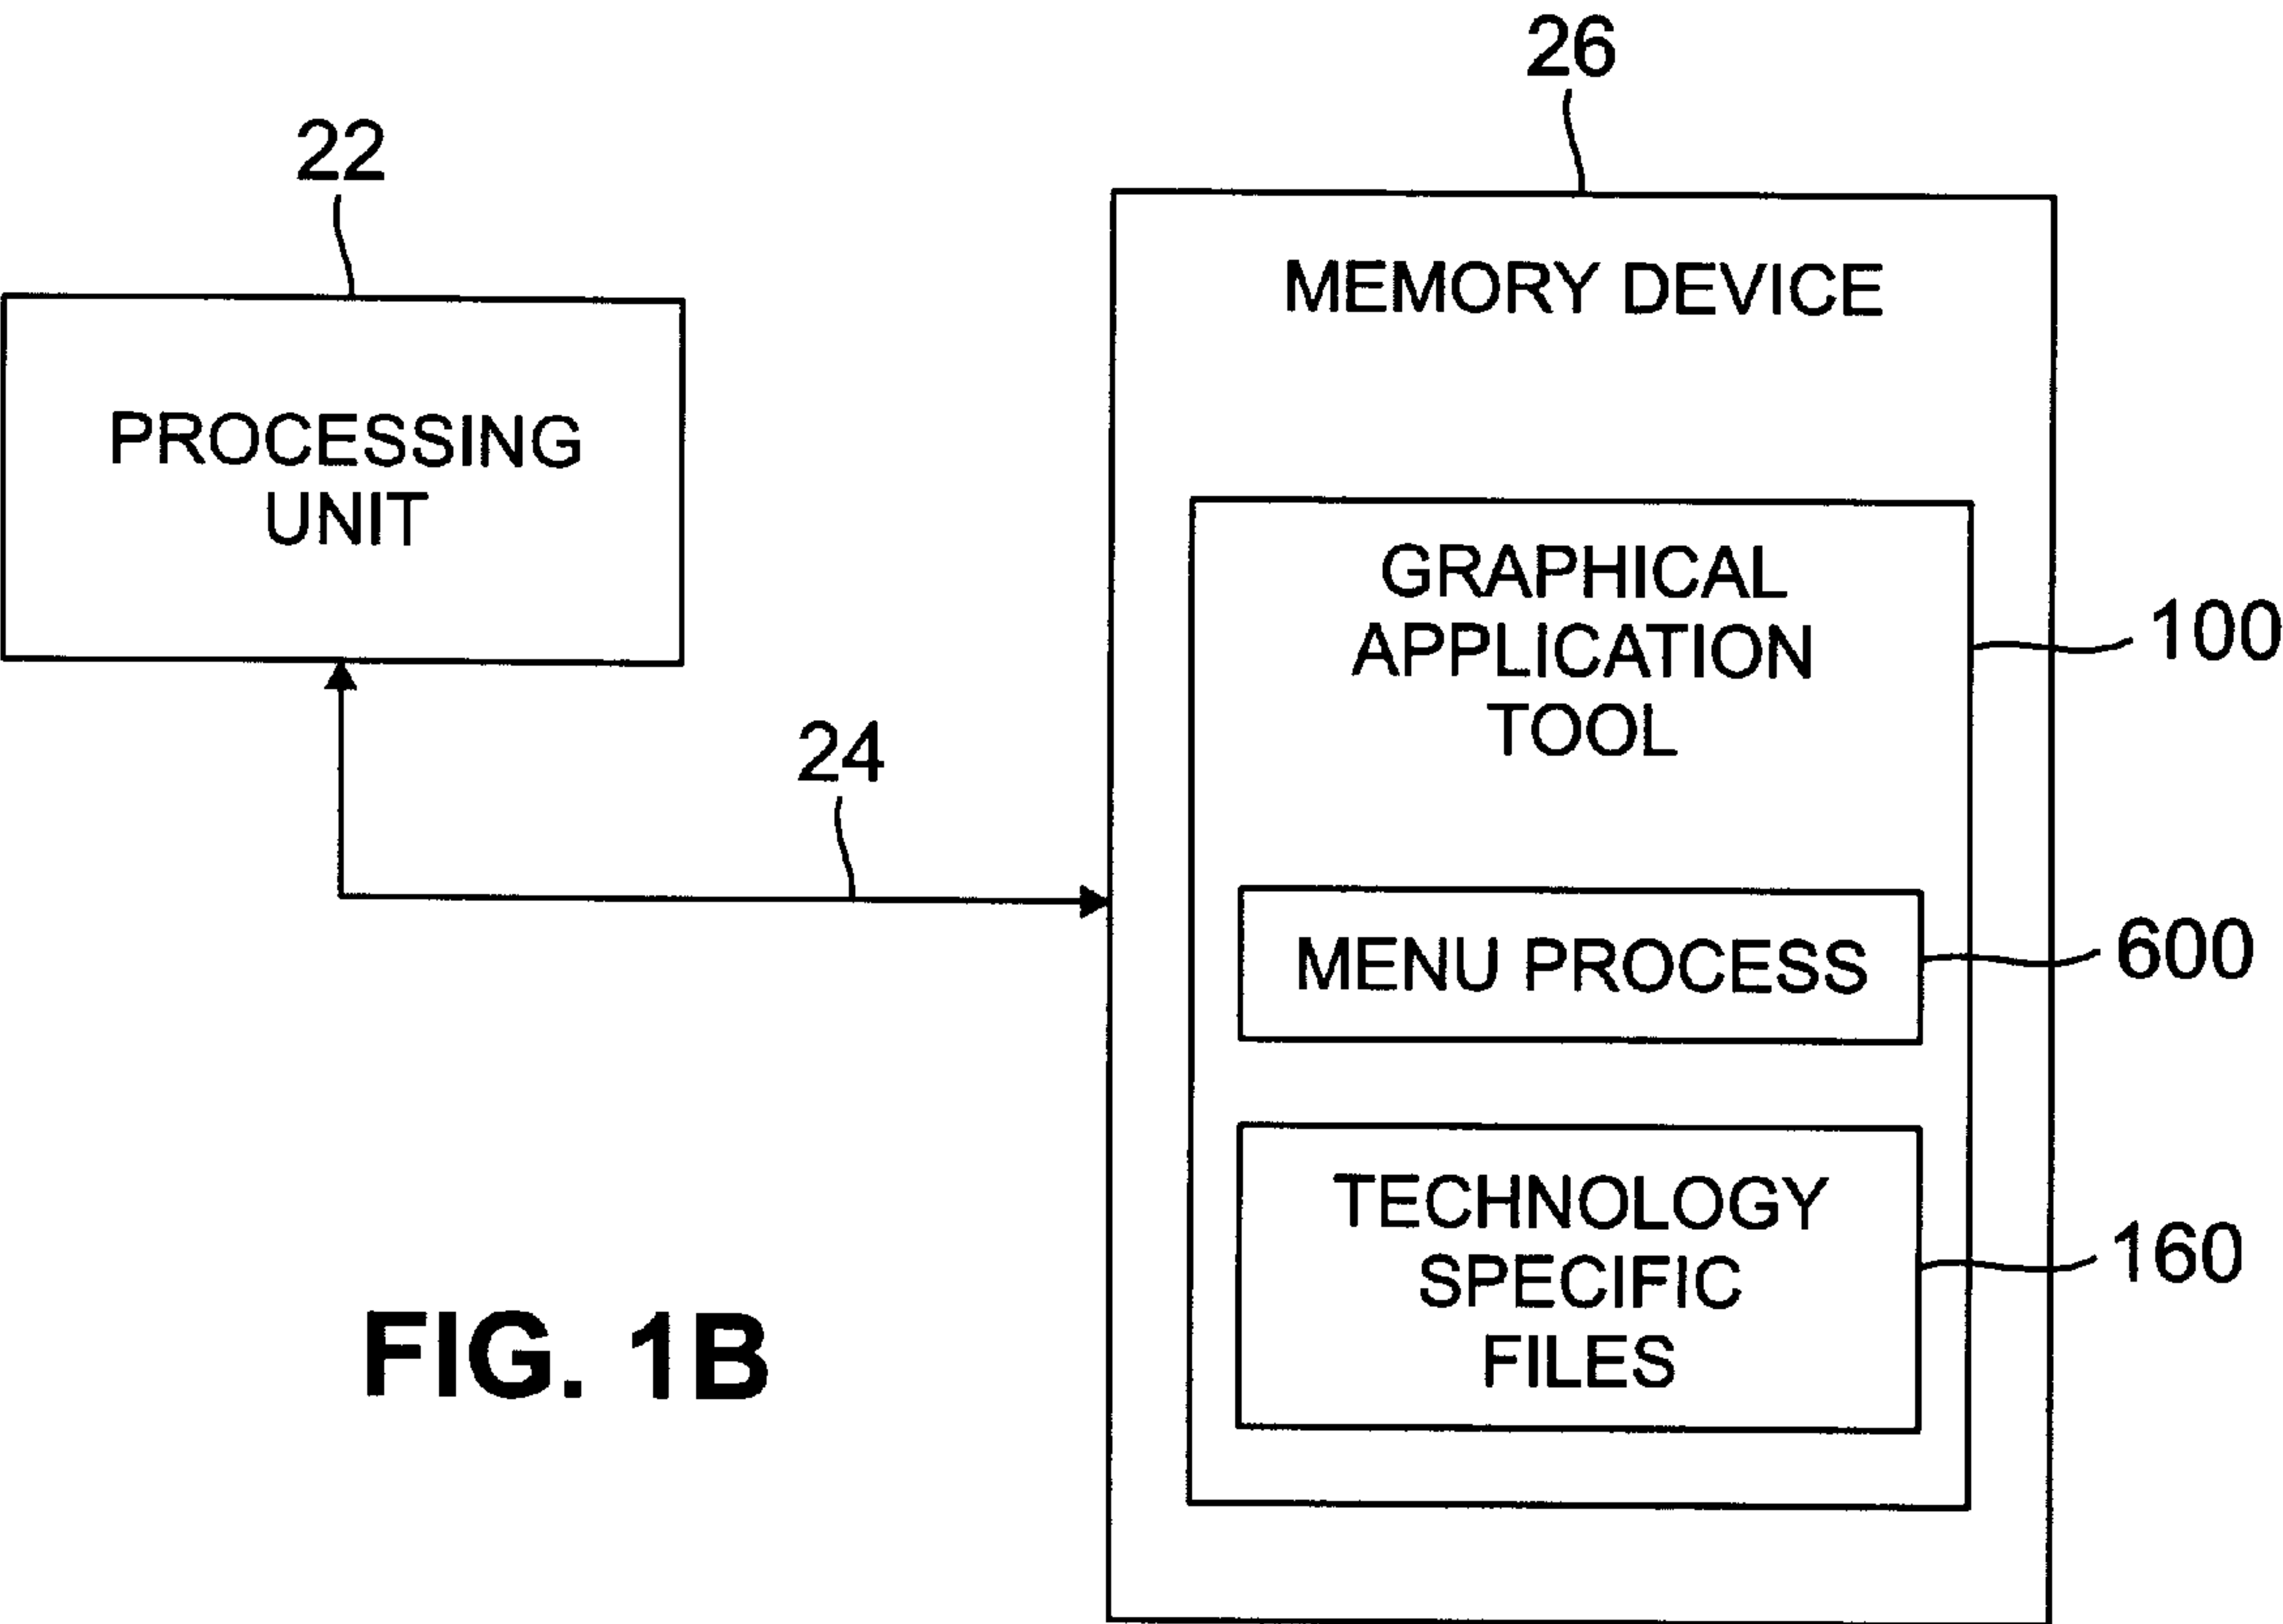 26
22
MEMORY DEVICE
PROCESSING
UNIT
GRAPHICAL
APPLICATION
TOOL
100
24
MENU PROCESS
600
TECHNOLOGY
SPECIFIC
FILES
160
FIG. 1B